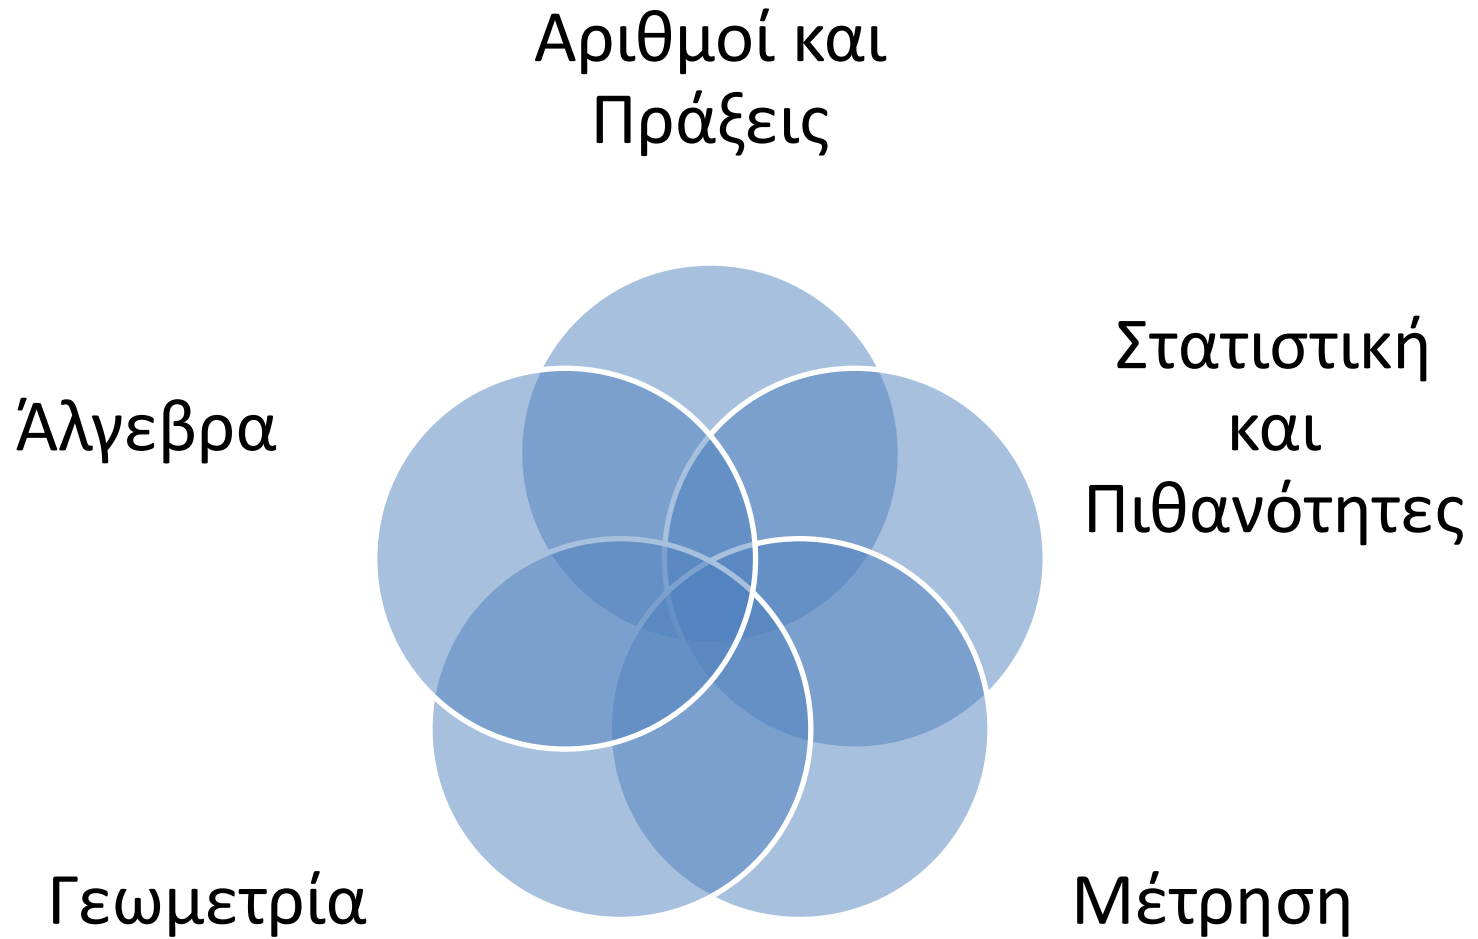 Αριθμοί και
Πράξεις
Στατιστική
και
Πιθανότητες
Άλγεβρα
Γεωμετρία
Μέτρηση